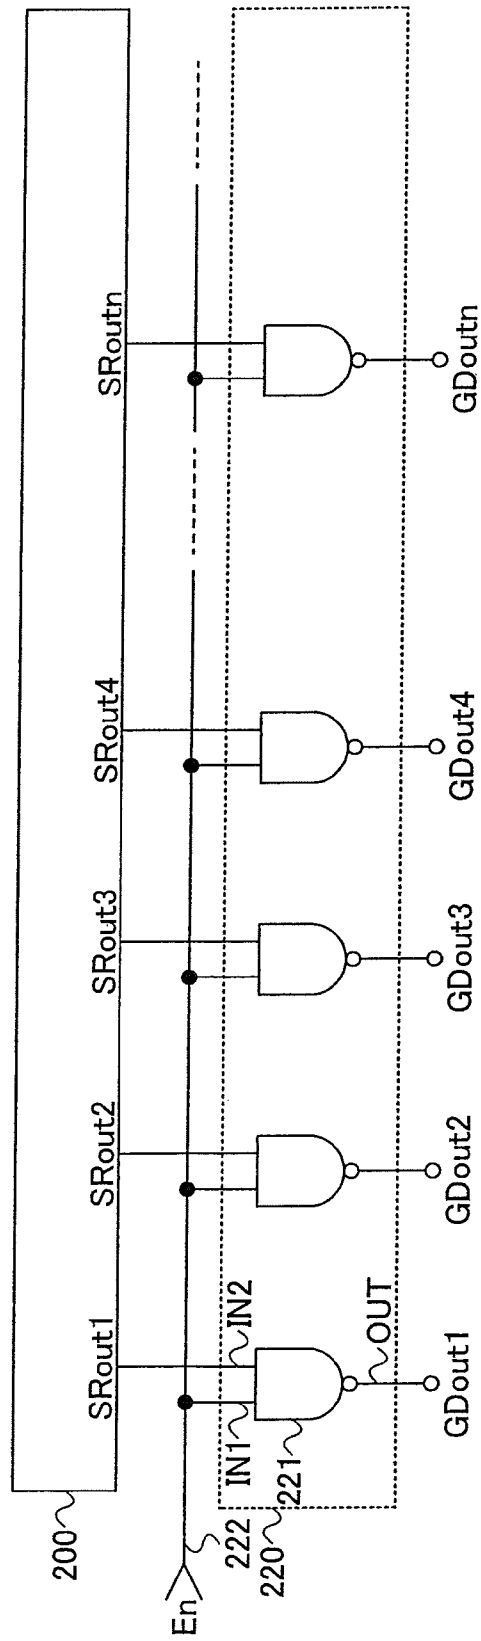 200
SRout1
SRout2
SRout3
SRout4
SRoutn
En
222
220
IN1
IN2
221
OUT
GDout1
GDout2
GDout3
GDout4
GDoutn